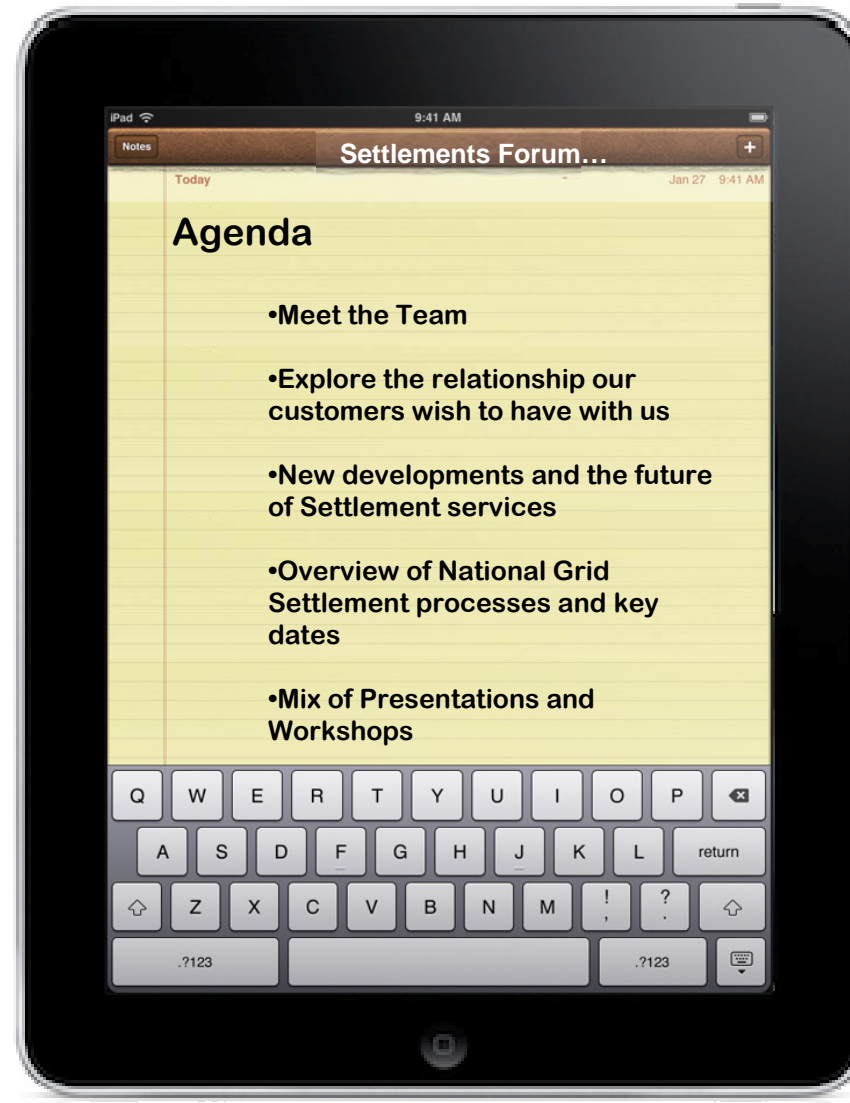 iPad 9:41 AM
Notes Settlements Forum… +
Today Jan 27 9:41 AM
Agenda
•Meet the Team
•Explore the relationship our
customers wish to have with us
•New developments and the future
of Settlement services
•Overview of National Grid
Settlement processes and key
dates
•Mix of Presentations and
Workshops
Q W E R T Y U I O P
A S D F G H J K L return
Z X C V B N M ! , ? .
.?123 .?123